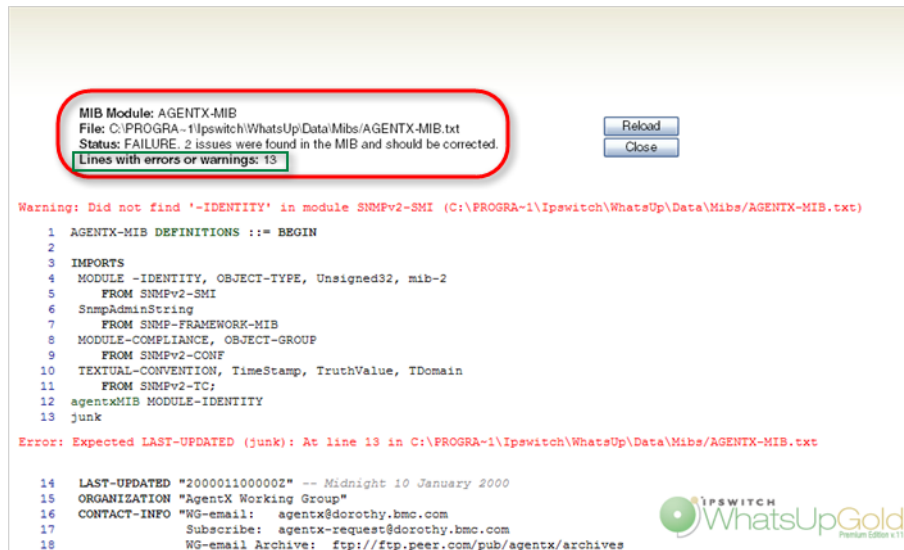 MIB Module: AGENTX-MIB
File: C:\PROGRA~1\Ipswitch\WhatsUp\Data\Mibs/AGENTX-MIB.txt
Status: FAILURE. 2 issues were found in the MIB and should be corrected.
Lines with errors or warnings: 13
Reload
Close
Warning: Did not find '-IDENTITY' in module SNMPv2-SMI (C:\PROGRA~1\Ipswitch\WhatsUp\Data\Mibs/AGENTX-MIB.txt)
1 AGENTX-MIB DEFINITIONS ::= BEGIN
2
3 IMPORTS
4 MODULE -IDENTITY, OBJECT-TYPE, Unsigned32, mib-2
5 FROM SNMPv2-SMI
6 SnmpAdminString
7 FROM SNMP-FRAMEWORK-MIB
8 MODULE-COMPLIANCE, OBJECT-GROUP
9 FROM SNMPv2-CONF
10 TEXTUAL-CONVENTION, TimeStamp, TruthValue, TDomain
11 FROM SNMPv2-TC;
12 agentxMIB MODULE-IDENTITY
13 junk
Error: Expected LAST-UPDATED (junk): At line 13 in C:\PROGRA~1\Ipswitch\WhatsUp\Data\Mibs/AGENTX-MIB.txt
14 LAST-UPDATED "200001100000Z" -- Midnight 10 January 2000
15 ORGANIZATION "AgentX Working Group"
16 CONTACT-INFO "WG-email: agentx@dorothy.bmc.com
17 Subscribe: agentx-request@dorothy.bmc.com
18 WG-email Archive: ftp://ftp.peer.com/pub/agentx/archives
IPSWITCH
WhatsUpGold
Premium Edition v.11